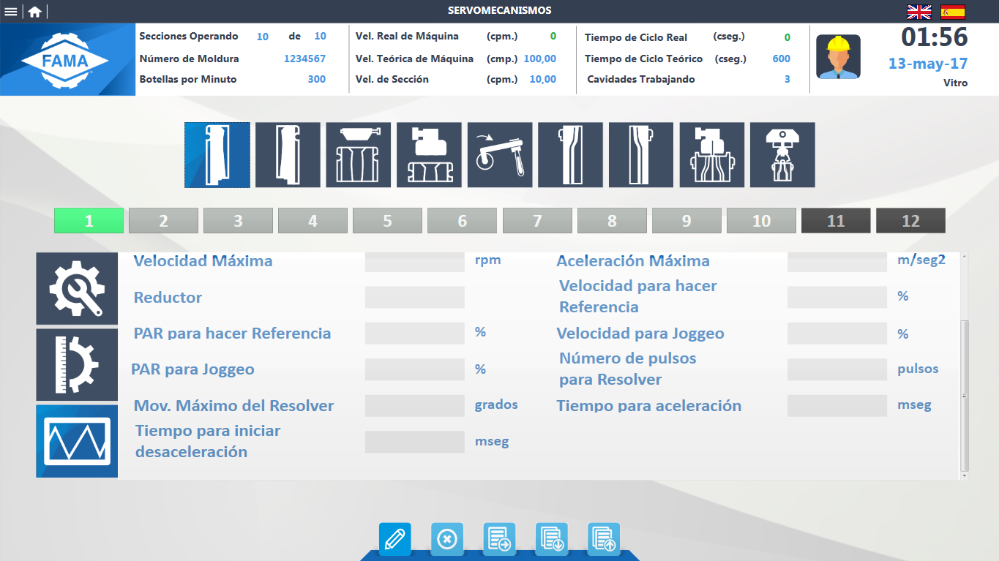 SERVOMECANISMOS
FAMA
Secciones Operando 10 de 10
Número de Moldura 1234567
Botellas por Minuto 300
Vel. Real de Máquina (cpm.) 0
Vel. Teórica de Máquina (cmp.) 100,00
Vel. de Sección (cpm.) 10,00
Tiempo de Ciclo Real (cseg.) 0
Tiempo de Ciclo Teórico (cseg.) 600
Cavidades Trabajando 3
01:56
13-may-17
Vitro
1 2 3 4 5 6 7 8 9 10 11 12
Velocidad Máxima rpm
Aceleración Máxima m/seg2
Reductor
Velocidad para hacer
Referencia %
PAR para hacer Referencia %
Velocidad para Joggeo %
PAR para Joggeo %
Número de pulsos
para Resolver pulsos
Mov. Máximo del Resolver grados
Tiempo para aceleración mseg
Tiempo para iniciar
desaceleración mseg